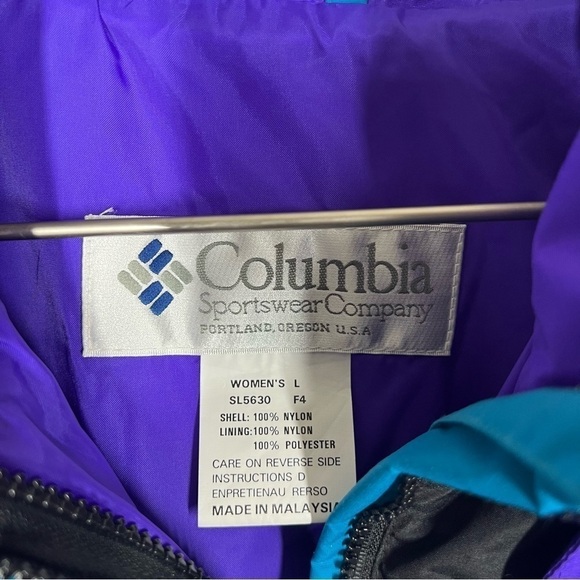 Columbia
Sportswear Company
PORTLAND, OREGON U.S.A
WOMEN'S L
SL5630 F4
SHELL: 100% NYLON
LINING: 100% NYLON
100% POLYESTER
CARE ON REVERSE SIDE
INSTRUCTIONS D
ENPRETIENAU RERSO
MADE IN MALAYSIA